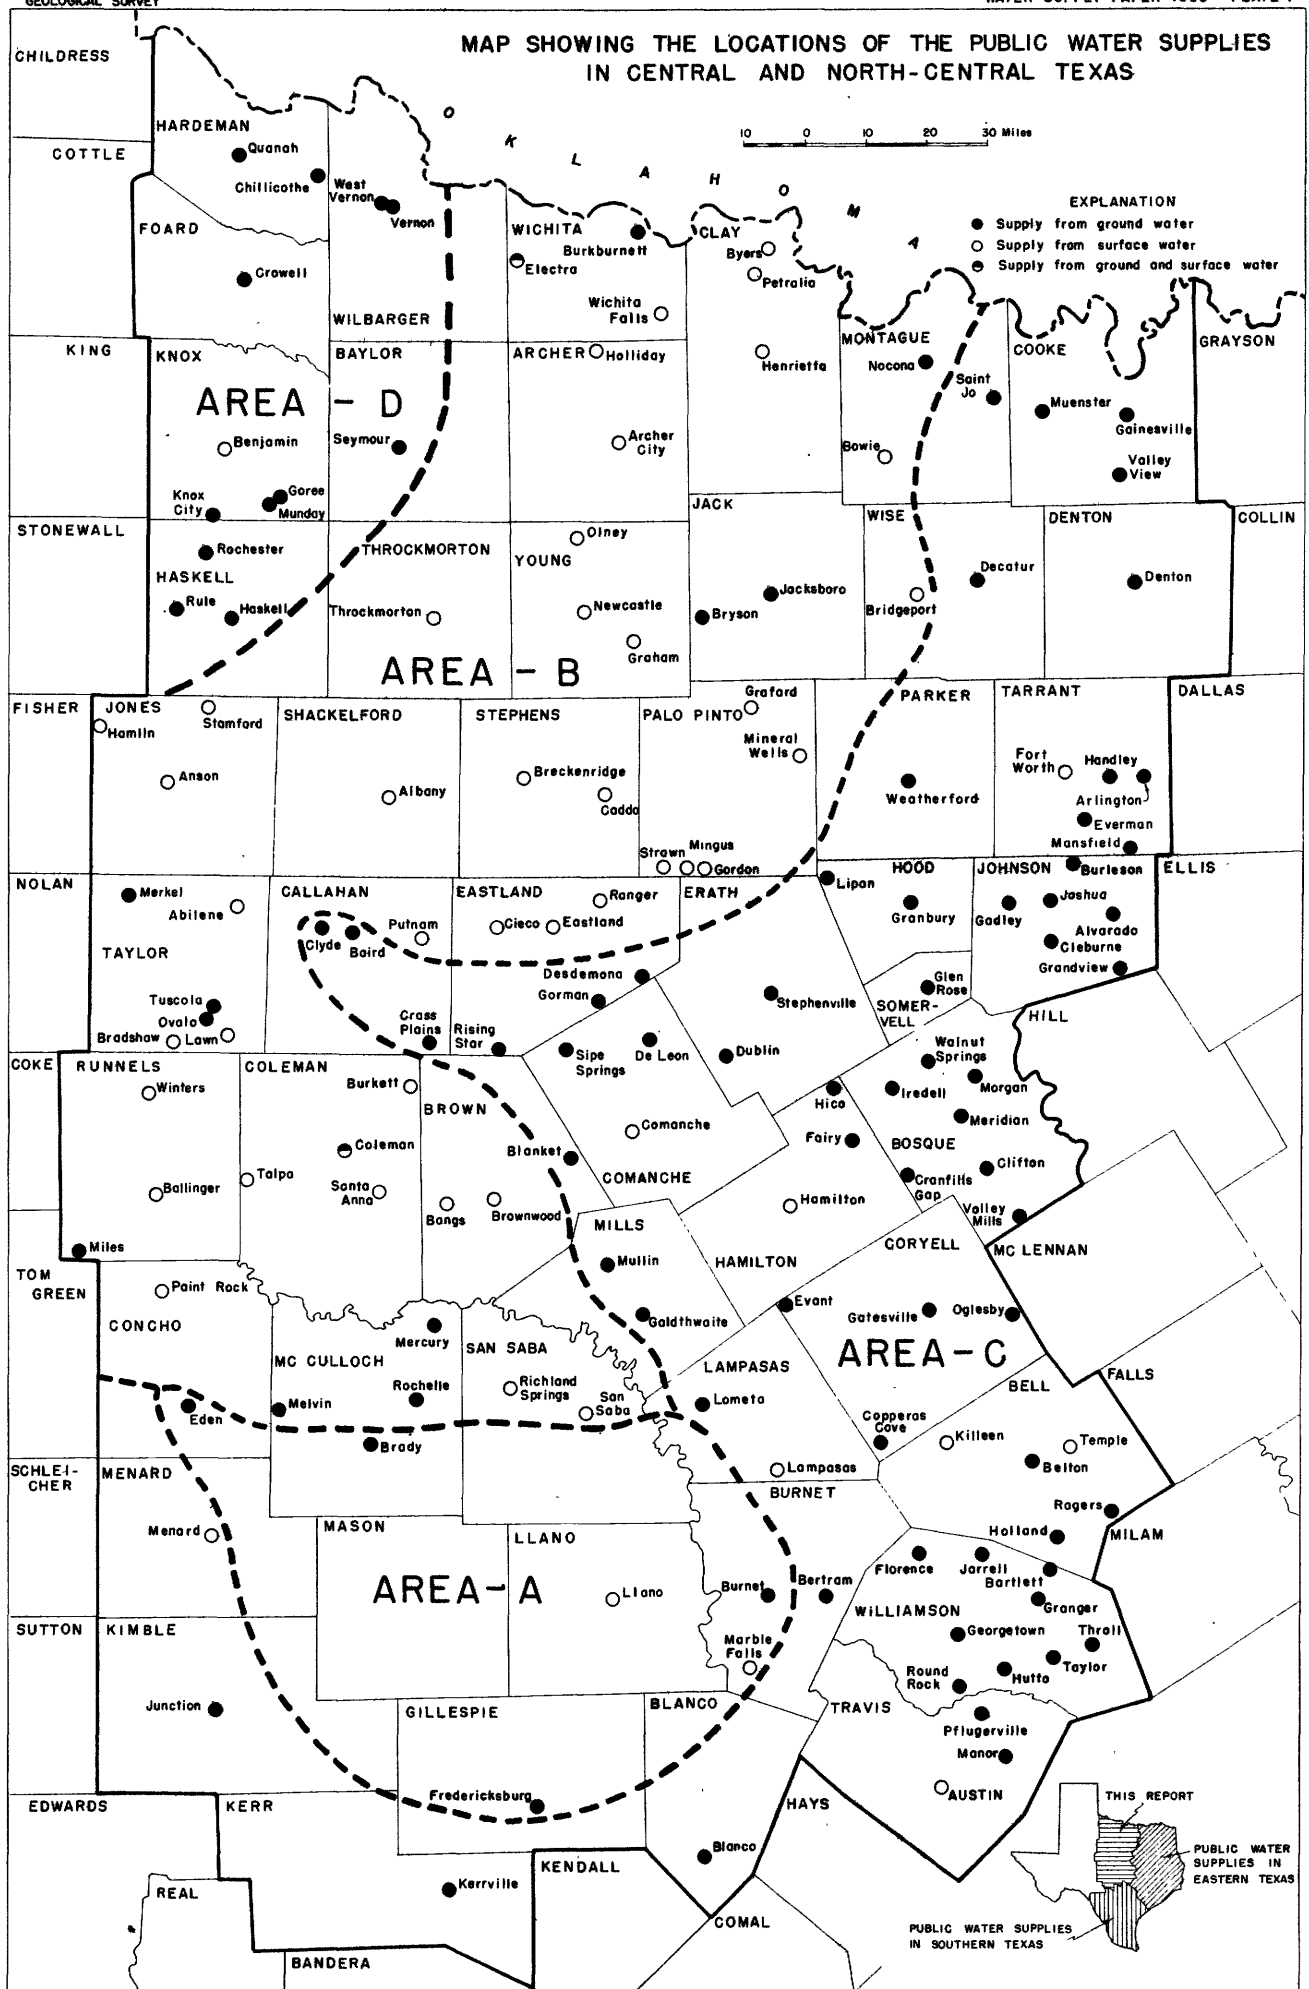 GEOLOGICAL SURVEY
MAP SHOWING THE LOCATIONS OF THE PUBLIC WATER SUPPLIES
IN CENTRAL AND NORTH-CENTRAL TEXAS
10 0 10 20 30 Miles
OKLAHOMA
EXPLANATION
Supply from ground water
Supply from surface water
Supply from ground and surface water
CHILDRESS
HARDEMAN
COTTLE
Quanah
Chillicothe
West
Vernon
Vernon
FOARD
Crowell
WILBARGER
WICHITA
Burkburnett
Electra
Wichita
Falls
CLAY
Byers
Petralia
Henrietta
MONTAGUE
Nocona
Saint
Jo
Bowie
COOKE
Muenster
Gainesville
Valley
View
GRAYSON
KING
KNOX
BAYLOR
ARCHER
Holliday
AREA - D
Benjamin
Seymour
Archer
City
Knox
City
Goree
Munday
STONEWALL
Rochester
HASKELL
Rule
Haskell
THROCKMORTON
Throckmorton
YOUNG
Olney
Newcastle
Graham
AREA - B
JACK
Jacksboro
Bryson
WISE
Decatur
Bridgeport
DENTON
Denton
COLLIN
FISHER
JONES
Hamlin
Stamford
Anson
SHACKELFORD
Albany
STEPHENS
Breckenridge
Caddo
PALO PINTO
Graford
Mineral
Wells
Strawn
Mingus
Gordon
PARKER
Weatherford
TARRANT
Fort
Worth
Handley
Arlington
Everman
Mansfield
DALLAS
NOLAN
Merkel
Abilene
TAYLOR
Tuscola
Ovalo
Bradshaw
Lawn
CALLAHAN
Clyde
Baird
Putnam
Crass
Plains
EASTLAND
Ranger
Cisco
Eastland
Desdemona
Gorman
Rising
Star
ERATH
Lipan
Stephenville
Dublin
HOOD
Granbury
JOHNSON
Burleson
Godley
Joshua
Alvarado
Cleburne
Grandview
ELLIS
SOMER-
VELL
Glen
Rose
HILL
COKE
RUNNELS
Winters
Ballinger
Miles
COLEMAN
Burkett
Coleman
Talpa
Santa
Anna
BROWN
Blanket
Bangs
Brownwood
Sipe
Springs
De Leon
Comanche
COMANCHE
Hico
Fairy
Hamilton
HAMILTON
Walnut
Springs
Iredell
Morgan
Meridian
BOSQUE
Clifton
Cranfills
Gap
Valley
Mills
MC LENNAN
TOM
GREEN
Paint Rock
CONCHO
Eden
MC CULLOCH
Mercury
Rochelle
Melvin
Brady
SAN SABA
Richland
Springs
San
Saba
MILLS
Mullin
Goldthwaite
LAMPASAS
Lometa
Lampasas
CORYELL
Evant
Gatesville
Oglesby
AREA - C
Copperas
Cove
BELL
Killeen
Temple
Belton
Rogers
Holland
FALLS
MILAM
SCHLEI-
CHER
MENARD
Menard
MASON
LLANO
Llano
AREA - A
BURNET
Burnet
Bertram
Marble
Falls
Florence
Jarrell
Bartlett
Granger
WILLIAMSON
Georgetown
Thrall
Taylor
Hutto
Round
Rock
SUTTON
KIMBLE
Junction
GILLESPIE
Fredericksburg
BLANCO
Blanco
TRAVIS
Pflugerville
Manor
AUSTIN
HAYS
EDWARDS
KERR
Kerrville
KENDALL
COMAL
REAL
BANDERA
THIS REPORT
PUBLIC WATER
SUPPLIES IN
EASTERN TEXAS
PUBLIC WATER SUPPLIES
IN SOUTHERN TEXAS